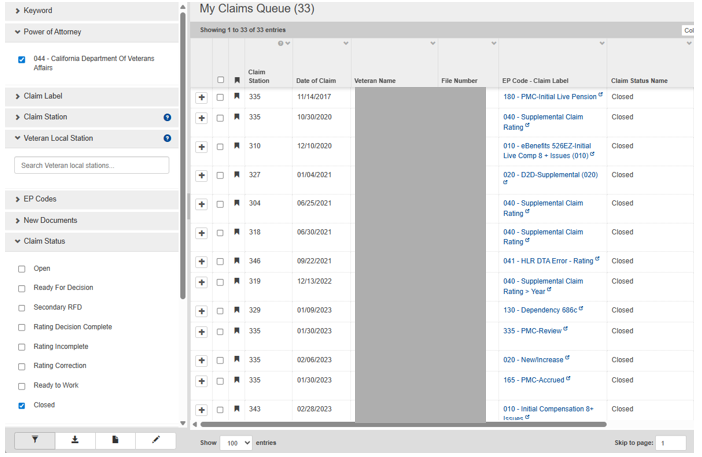 Keyword
Power of Attorney
044 - California Department Of Veterans
Affairs
Claim Label
Claim Station
Veteran Local Station
Search Veteran local stations...
EP Codes
New Documents
Claim Status
Open
Ready For Decision
Secondary RFD
Rating Decision Complete
Rating Incomplete
Rating Correction
Ready to Work
Closed
My Claims Queue (33)
Showing 1 to 33 of 33 entries
Col
Claim
Station
Date of Claim
Veteran Name
File Number
EP Code - Claim Label
Claim Status Name
335 11/14/2017 180 - PMC-Initial Live Pension Closed
335 10/30/2020 040 - Supplemental Claim Closed
Rating
310 12/10/2020 010 - eBenefits 526EZ-Initial Closed
Live Comp 8 + Issues (010)
327 01/04/2021 020 - D2D-Supplemental (020) Closed
304 06/25/2021 040 - Supplemental Claim Closed
Rating
318 06/30/2021 040 - Supplemental Claim Closed
Rating
346 09/22/2021 041 - HLR DTA Error - Rating Closed
319 12/13/2022 040 - Supplemental Claim Closed
Rating > Year
329 01/09/2023 130 - Dependency 686c Closed
335 01/30/2023 335 - PMC-Review Closed
335 02/06/2023 020 - New/Increase Closed
335 01/30/2023 165 - PMC-Accrued Closed
343 02/28/2023 010 - Initial Compensation 8+ Closed
Issues
Show 100 entries
Skip to page: 1